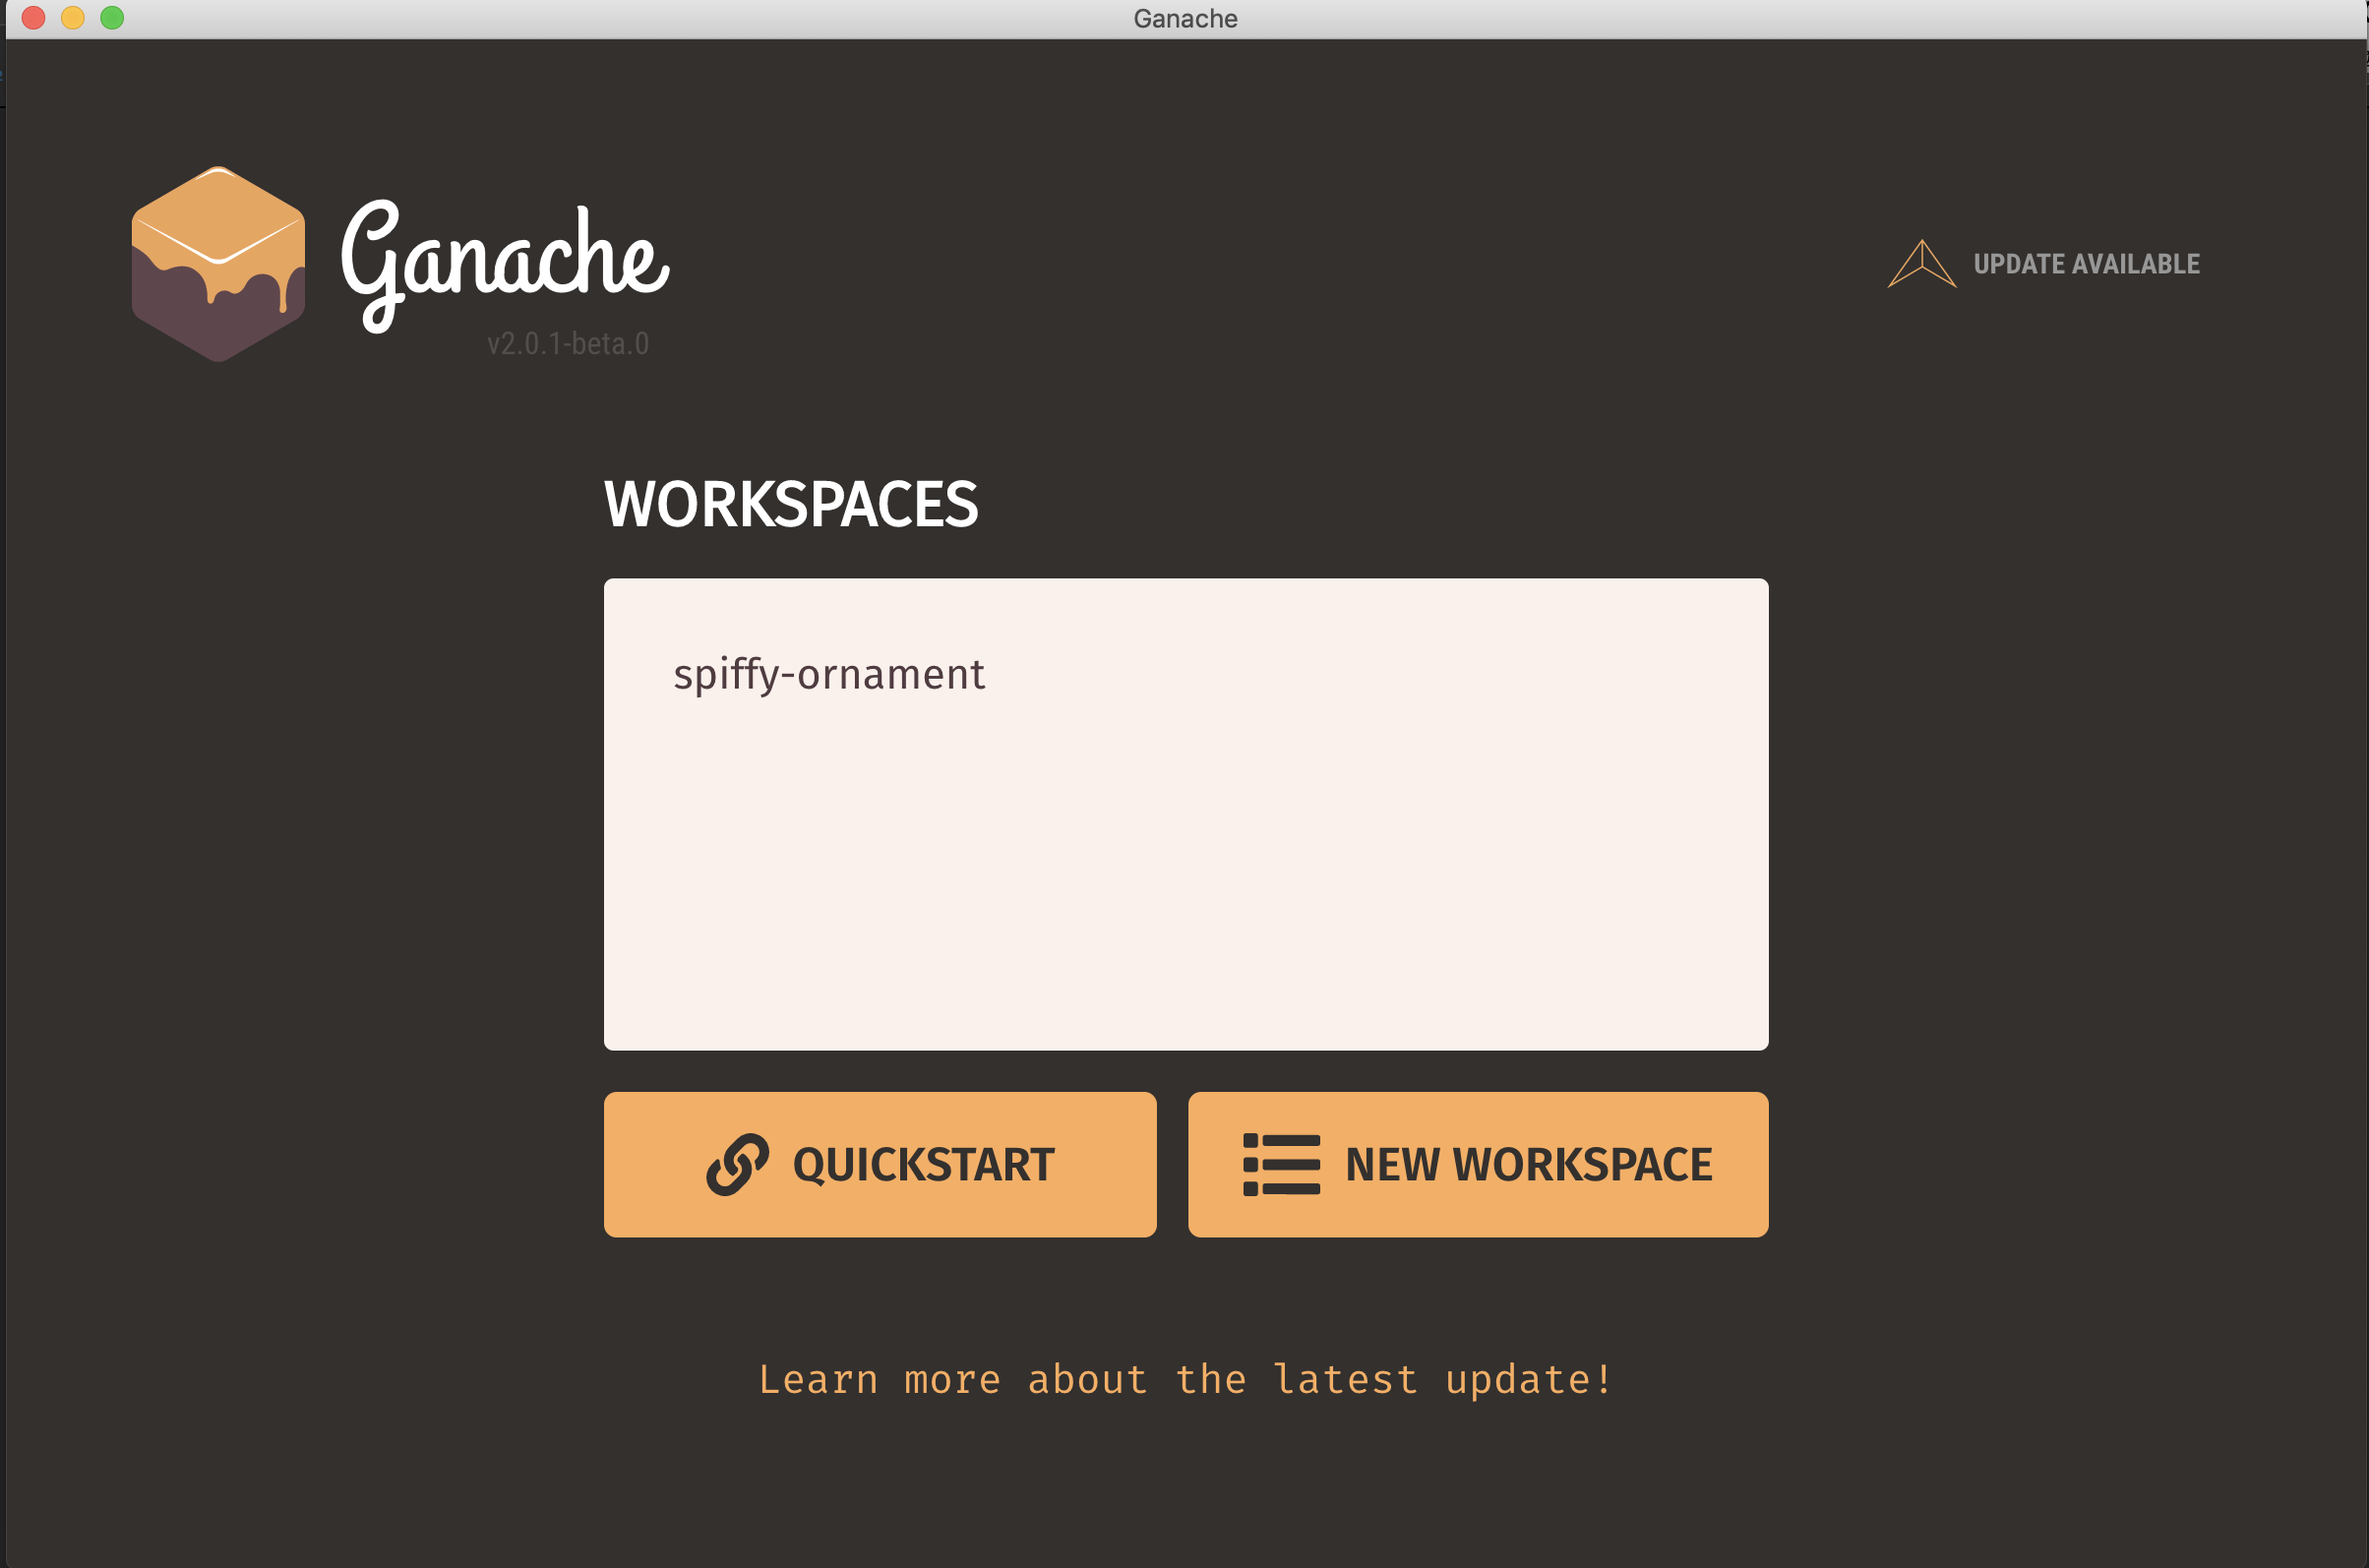 Ganache
Ganache
v2.0.1-beta.0
UPDATE AVAILABLE
WORKSPACES
spiffy-ornament
QUICKSTART
NEW WORKSPACE
Learn more about the latest update!